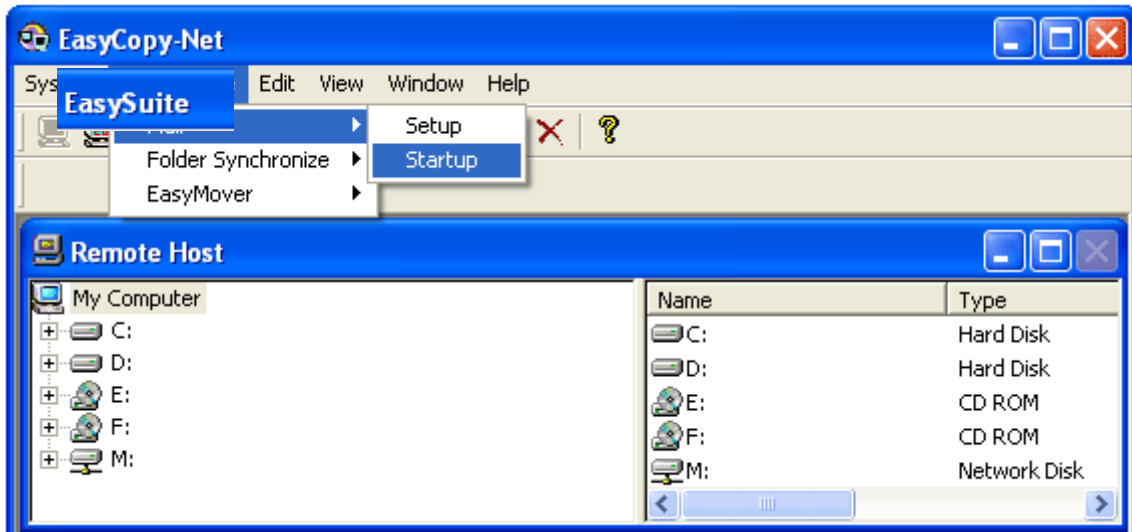 EasyCopy-Net
Sys EasySuite Edit View Window Help
Setup
Folder Synchronize Startup
EasyMover
Remote Host
My Computer Name Type
C: C: Hard Disk
D: D: Hard Disk
E: E: CD ROM
F: F: CD ROM
M: M: Network Disk